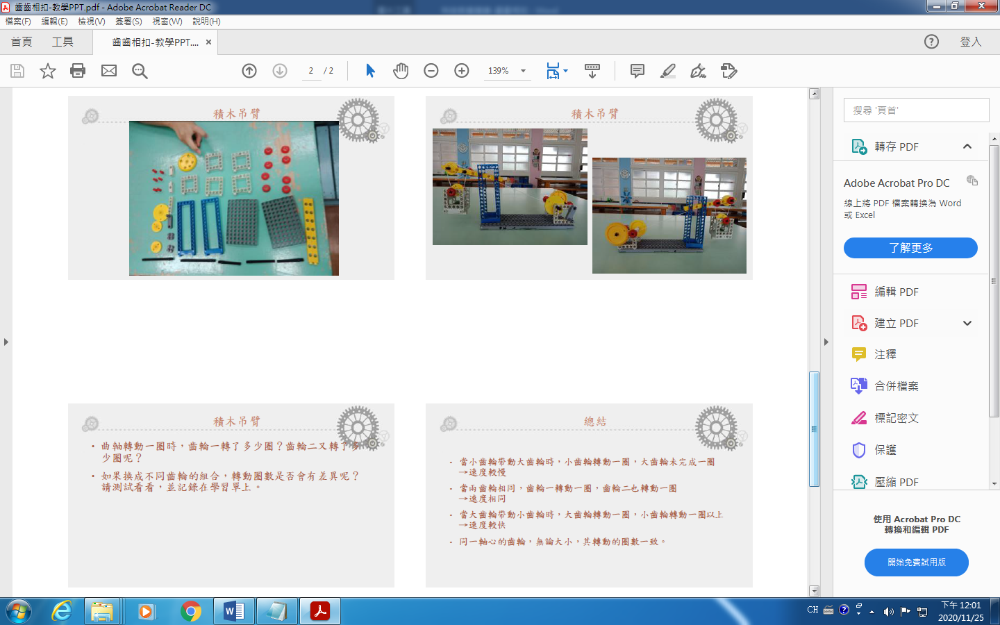 齒齒相扣-教學PPT.pdf - Adobe Acrobat Reader DC
檔案(F) 編輯(E) 檢視(V) 簽署(S) 視窗(W) 說明(H)
首頁 工具 齒齒相扣-教學PPT.... × ? 登入
2 / 2 139%
積木吊臂
積木吊臂
積木吊臂
• 曲軸轉動一圈時，齒輪一轉了多少圈？齒輪二又轉了多
少圈呢？
• 如果換成不同齒輪的組合，轉動圈數是否會有差異呢？
請測試看看，並記錄在學習單上。
總結
• 當小齒輪帶動大齒輪時，小齒輪轉動一圈，大齒輪未完成一圈
→速度較慢
• 當兩齒輪相同，齒輪一轉動一圈，齒輪二也轉動一圈
→速度相同
• 當大齒輪帶動小齒輪時，大齒輪轉動一圈，小齒輪轉動一圈以上
→速度較快
• 同一軸心的齒輪，無論大小，其轉動的圈數一致。
搜尋 '頁首'
轉存 PDF
Adobe Acrobat Pro DC
線上將 PDF 檔案轉換為 Word
或 Excel
了解更多
編輯 PDF
建立 PDF
注釋
合併檔案
標記密文
保護
壓縮 PDF
使用 Acrobat Pro DC
轉換和編輯 PDF
開始免費試用版
CH
下午 12:01
2020/11/25